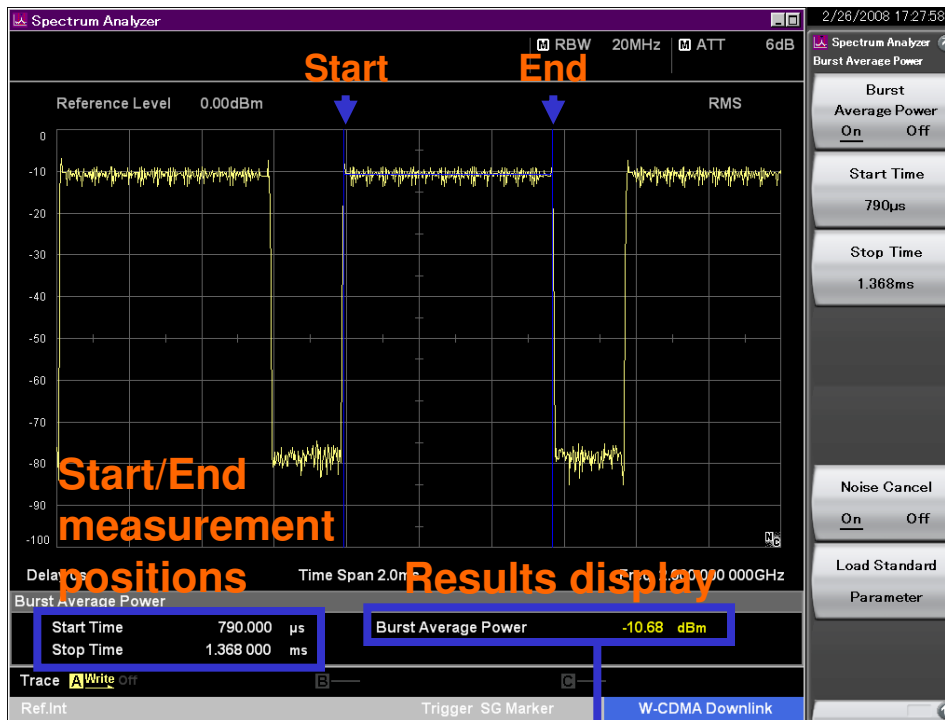 Spectrum Analyzer
2/26/2008 17:27:58
M RBW 20MHz M ATT 6dB
Spectrum Analyzer
Burst Average Power
Start End
Reference Level 0.00dBm RMS
Burst
Average Power
On Off
0
-10
-20
-30
-40
-50
-60
-70
-80
-90
-100
Start Time
790µs
Stop Time
1.368ms
Noise Cancel
On Off
Load Standard
Parameter
Start/End
measurement
positions
NC
Time Span 2.0ms
Results display
Burst Average Power
Start Time 790.000 µs
Stop Time 1.368 000 ms
Burst Average Power -10.68 dBm
Trace A Write Off B C
Ref.Int Trigger SG Marker W-CDMA Downlink